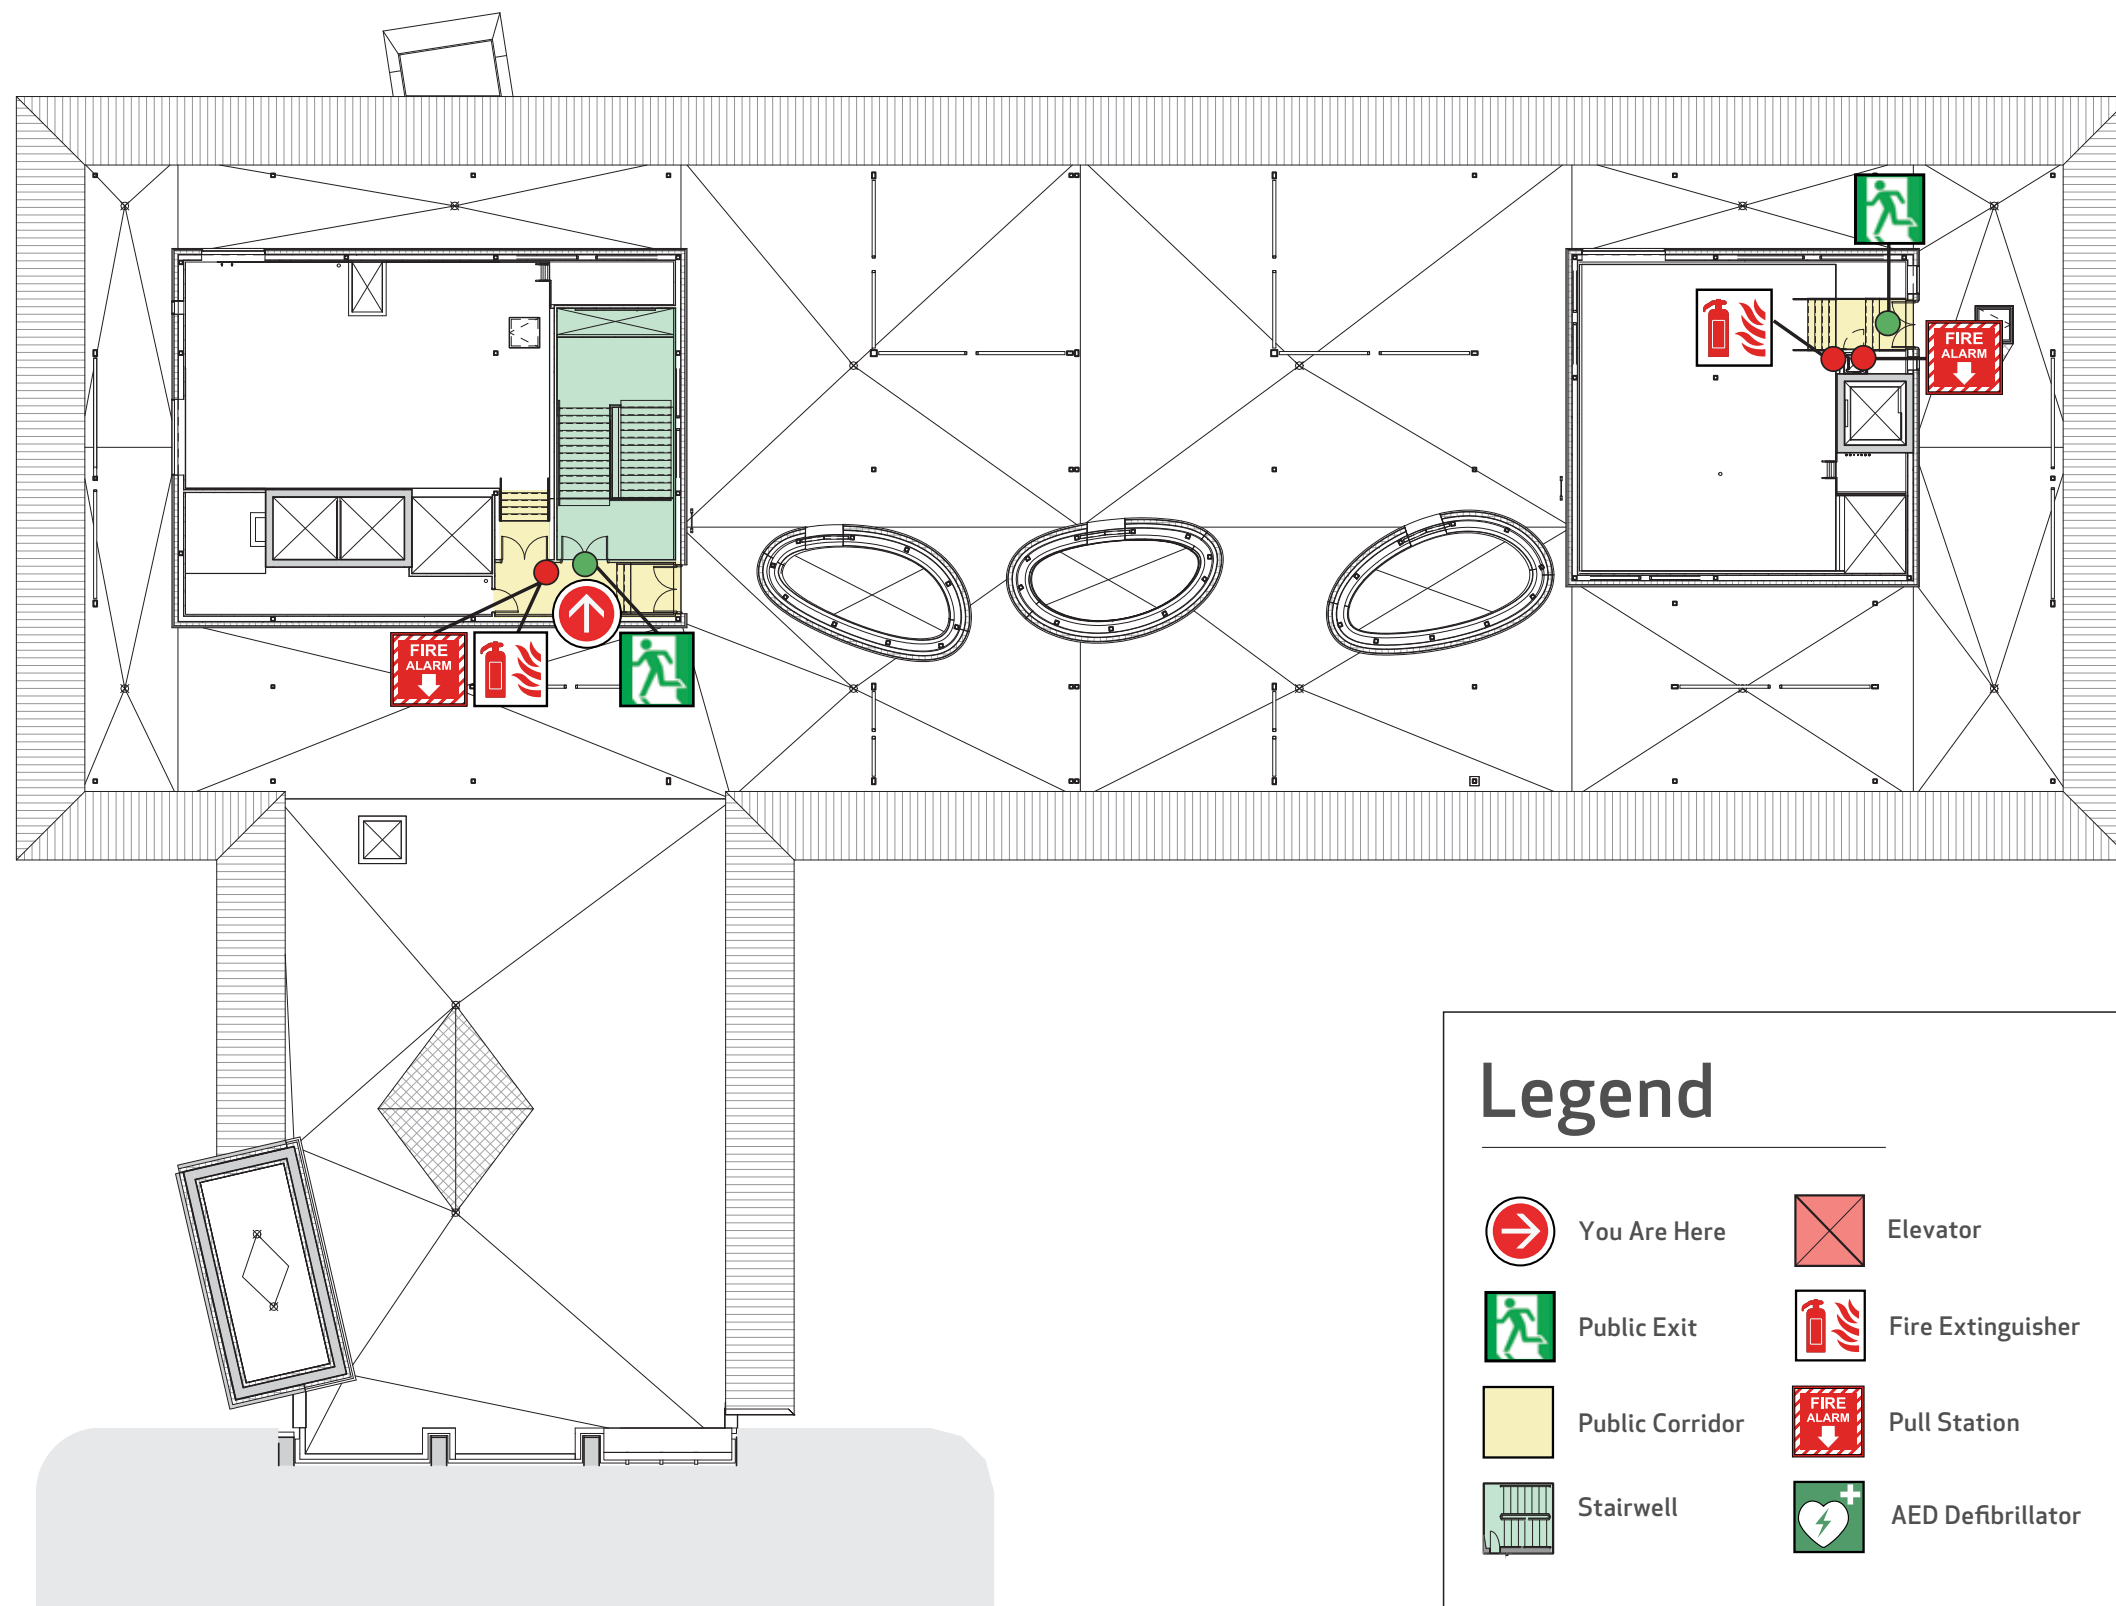 FIRE
ALARM
FIRE
ALARM
Legend
You Are Here
Elevator
Public Exit
Fire Extinguisher
Public Corridor
FIRE
ALARM
Pull Station
Stairwell
AED Defibrillator